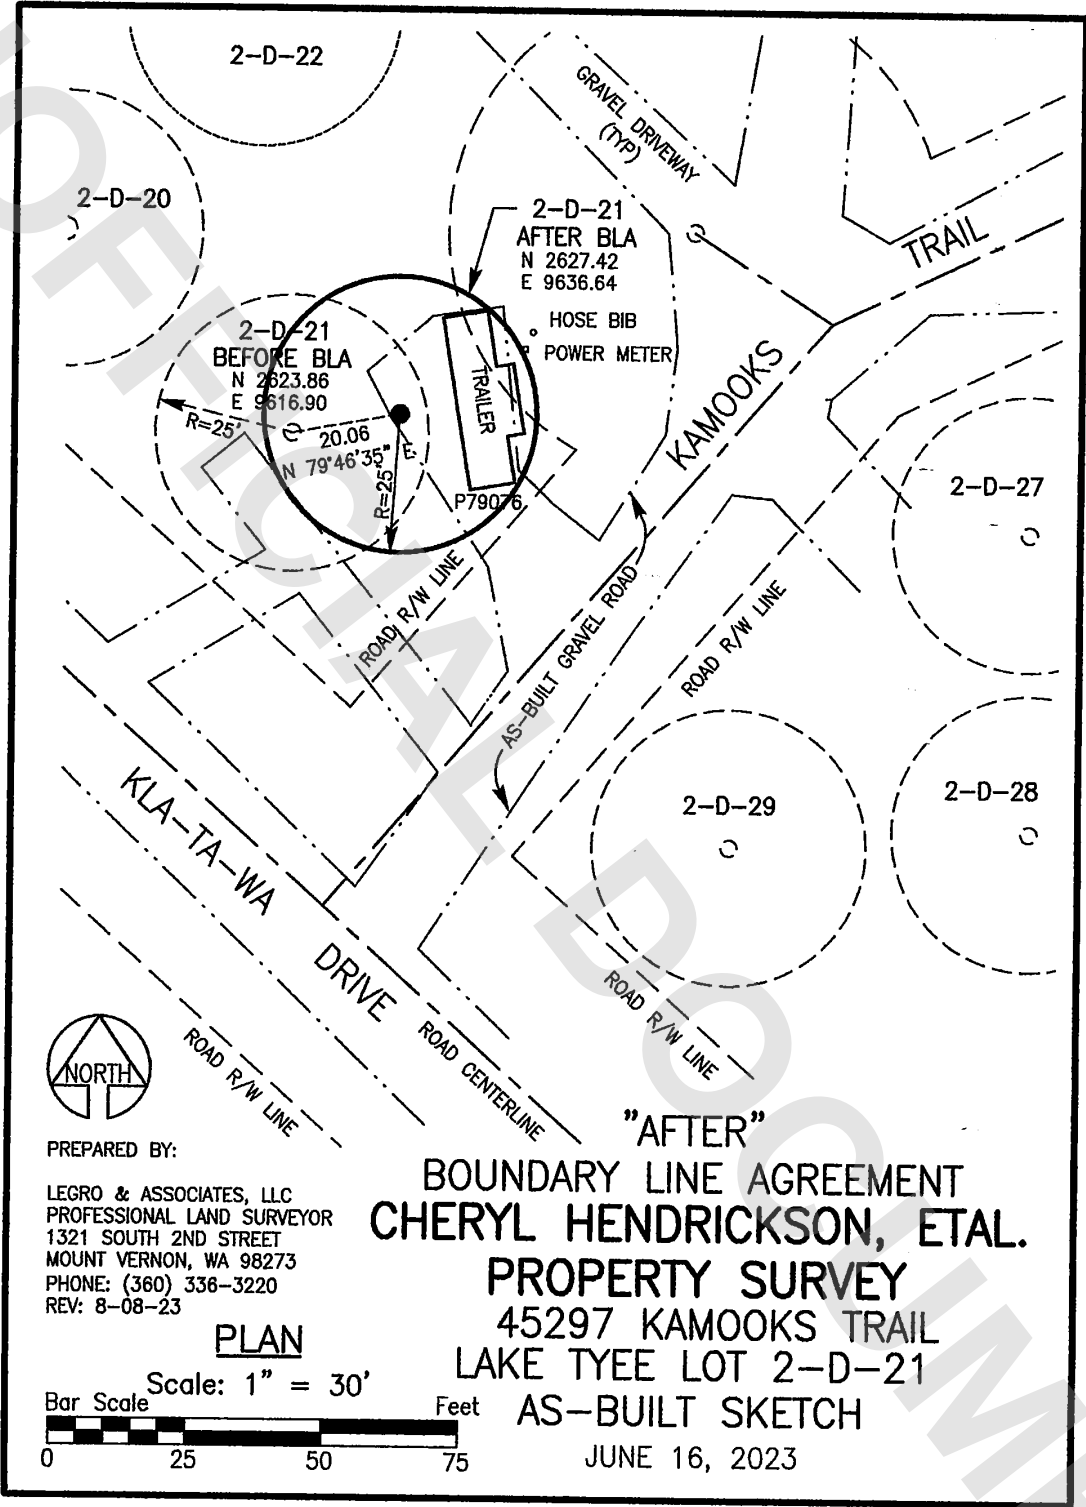 2-D-22
2-D-20
GRAVEL DRIVEWAY
(TYP)
2-D-21
AFTER BLA
N 2627.42
E 9636.64
HOSE BIB
POWER METER
TRAIL
KAMOOKS
2-D-21
BEFORE BLA
N 2623.86
E 9616.90
R=25'
20.06
N 79°46'35" E
R=25'
TRAILER
P79076
2-D-27
ROAD R/W LINE
AS-BUILT GRAVEL ROAD
ROAD R/W LINE
2-D-29
2-D-28
KLA-TA-WA
DRIVE
ROAD R/W LINE
ROAD CENTERLINE
ROAD R/W LINE
NORTH
PREPARED BY:
LEGRO & ASSOCIATES, LLC
PROFESSIONAL LAND SURVEYOR
1321 SOUTH 2ND STREET
MOUNT VERNON, WA 98273
PHONE: (360) 336-3220
REV: 8-08-23
PLAN
Scale: 1" = 30'
Bar Scale
Feet
0 25 50 75
"AFTER"
BOUNDARY LINE AGREEMENT
CHERYL HENDRICKSON, ETAL.
PROPERTY SURVEY
45297 KAMOOKS TRAIL
LAKE TYEE LOT 2-D-21
AS-BUILT SKETCH
JUNE 16, 2023
OFFICIAL DOCUM